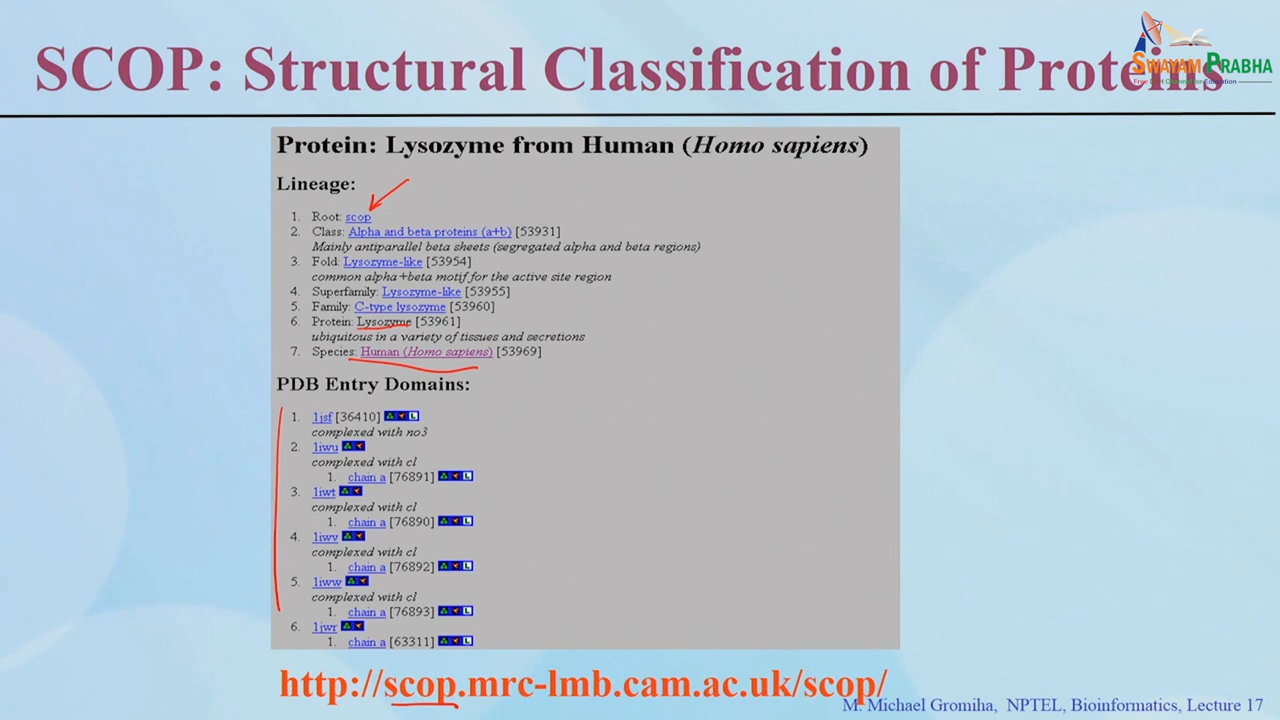 SCOP: Structural Classification of Proteins
SWAYAM PRABHA
Protein: Lysozyme from Human (Homo sapiens)
Lineage:
1. Root: scop
2. Class: Alpha and beta proteins (a+b) [53931]
Mainly antiparallel beta sheets (segregated alpha and beta regions)
3. Fold: Lysozyme-like [53954]
common alpha+beta motif for the active site region
4. Superfamily: Lysozyme-like [53955]
5. Family: C-type lysozyme [53960]
6. Protein: Lysozyme [53961]
ubiquitous in a variety of tissues and secretions
7. Species: Human (Homo sapiens) [53969]
PDB Entry Domains:
1. 1jsf [36410] L
complexed with no3
2. 1iwu
complexed with cl
1. chain a [76891] L
3. 1iwt
complexed with cl
1. chain a [76890] L
4. 1iwv
complexed with cl
1. chain a [76892] L
5. 1iww
complexed with cl
1. chain a [76893] L
6. 1jwr
1. chain a [63311] L
http://scop.mrc-lmb.cam.ac.uk/scop/
M. Michael Gromiha, NPTEL, Bioinformatics, Lecture 17